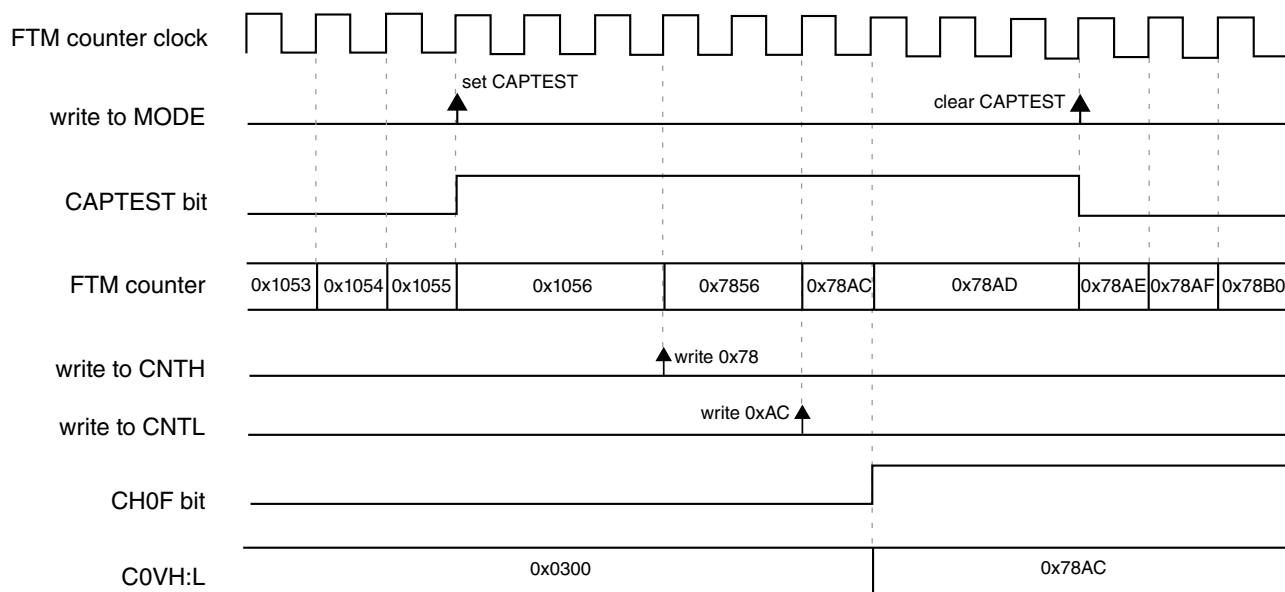 FTM counter clock
set CAPTEST
write to MODE
clear CAPTEST
CAPTEST bit
FTM counter
0x1053 0x1054 0x1055 0x1056 0x7856 0x78AC 0x78AD 0x78AE 0x78AF 0x78B0
write to CNTH
write 0x78
write to CNTL
write 0xAC
CH0F bit
C0VH:L
0x0300
0x78AC